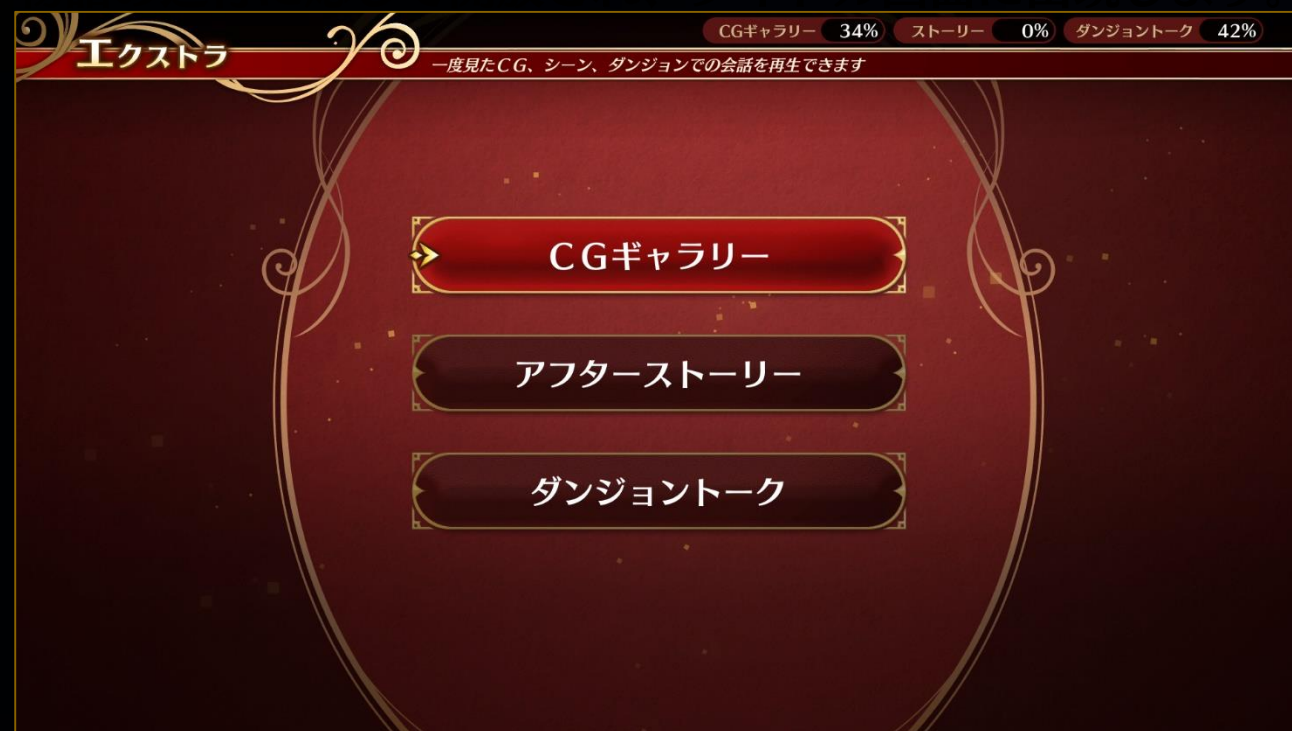 エクストラ
CGギャラリー 34% ストーリー 0% ダンジョントーク 42%
一度見たCG、シーン、ダンジョンでの会話を再生できます
CGギャラリー
アフターストーリー
ダンジョントーク